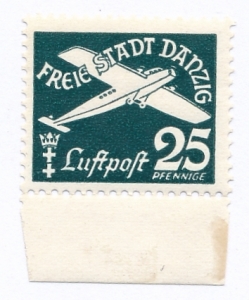 FREIE STADT DANZIG
Luftpost 25
PFENNIGE